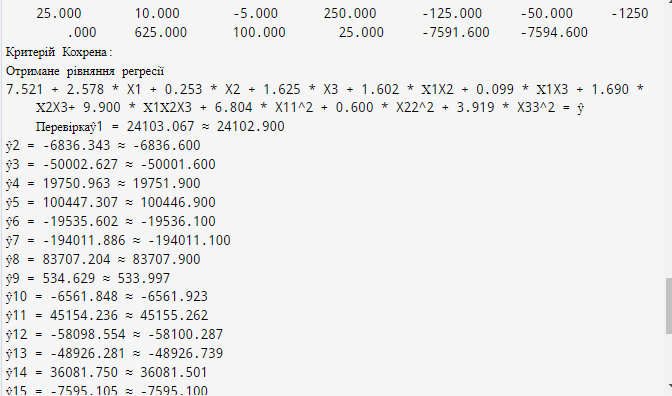 25.000 10.000 -5.000 250.000 -125.000 -50.000 -1250
.000 625.000 100.000 25.000 -7591.600 -7594.600
Критерій Кохрена:
Отримане рівняння регресії
7.521 + 2.578 * X1 + 0.253 * X2 + 1.625 * X3 + 1.602 * X1X2 + 0.099 * X1X3 + 1.690 *
X2X3+ 9.900 * X1X2X3 + 6.804 * X11^2 + 0.600 * X22^2 + 3.919 * X33^2 = ŷ
Перевіркаŷ1 = 24103.067 ≈ 24102.900
ŷ2 = -6836.343 ≈ -6836.600
ŷ3 = -50002.627 ≈ -50001.600
ŷ4 = 19750.963 ≈ 19751.900
ŷ5 = 100447.307 ≈ 100446.900
ŷ6 = -19535.602 ≈ -19536.100
ŷ7 = -194011.886 ≈ -194011.100
ŷ8 = 83707.204 ≈ 83707.900
ŷ9 = 534.629 ≈ 533.997
ŷ10 = -6561.848 ≈ -6561.923
ŷ11 = 45154.236 ≈ 45155.262
ŷ12 = -58098.554 ≈ -58100.287
ŷ13 = -48926.281 ≈ -48926.739
ŷ14 = 36081.750 ≈ 36081.501
ŷ15 = -7595.105 ≈ -7595.100